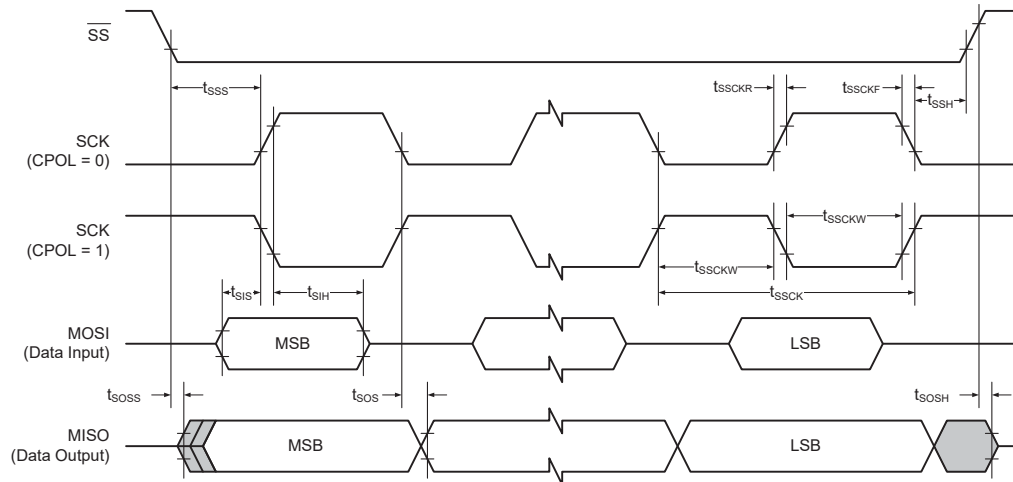 SS
tSSS
tSSCKR
tSSCKF
tSSH
SCK
(CPOL = 0)
SCK
(CPOL = 1)
tSSCKW
tSSCKW
tSSCK
tSIS
tSIH
MOSI
(Data Input)
MSB
LSB
tSOSS
tSOS
tSOSH
MISO
(Data Output)
MSB
LSB